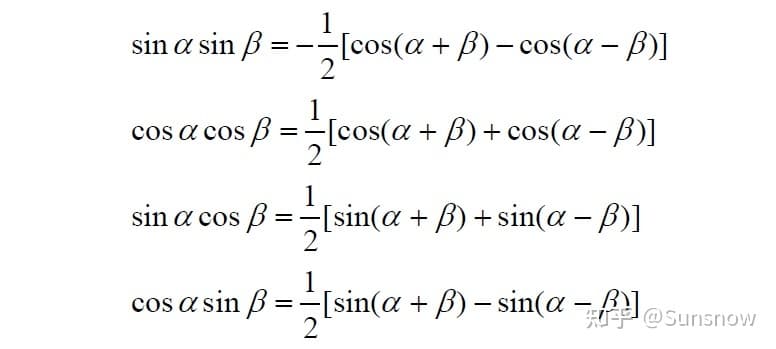 sin α sin β = −1/2[cos(α + β) − cos(α − β)]
cos α cos β = 1/2[cos(α + β) + cos(α − β)]
sin α cos β = 1/2[sin(α + β) + sin(α − β)]
cos α sin β = 1/2[sin(α + β) − sin(α − β)]
知乎 @Sunsnow